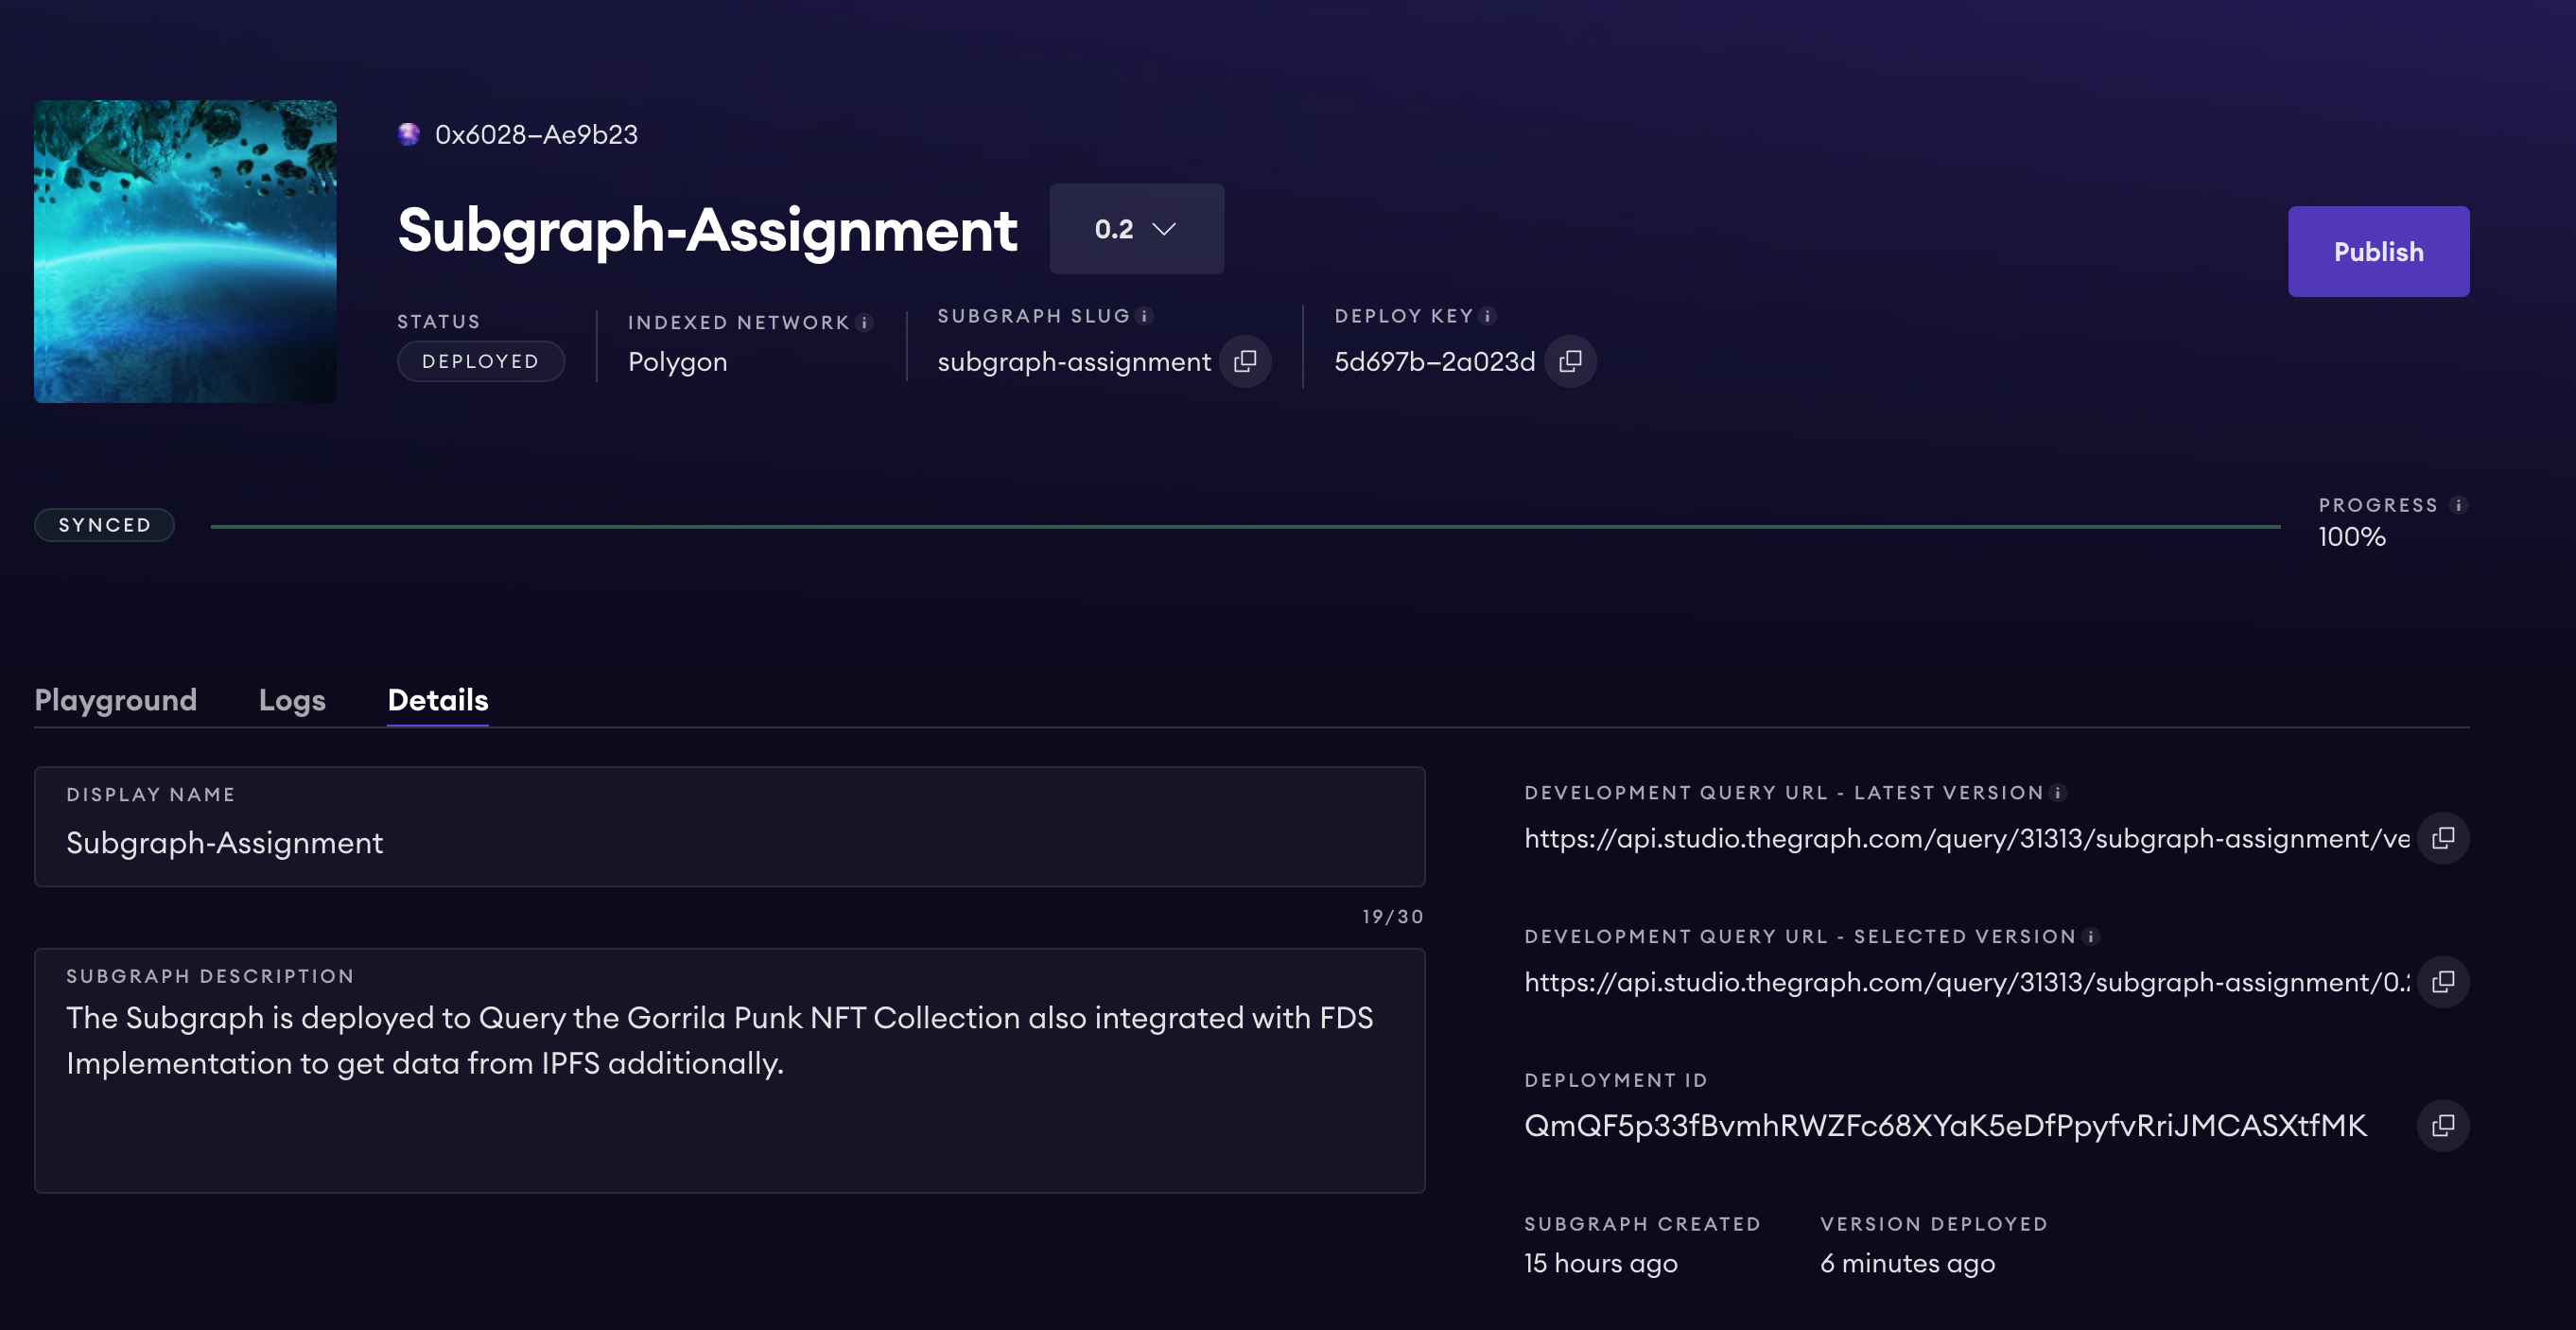 0x6028–Ae9b23
Subgraph-Assignment
0.2
Publish
STATUS
DEPLOYED
INDEXED NETWORK
Polygon
SUBGRAPH SLUG
subgraph-assignment
DEPLOY KEY
5d697b–2a023d
SYNCED
PROGRESS
100%
Playground
Logs
Details
DISPLAY NAME
Subgraph-Assignment
19/30
SUBGRAPH DESCRIPTION
The Subgraph is deployed to Query the Gorrila Punk NFT Collection also integrated with FDS
Implementation to get data from IPFS additionally.
DEVELOPMENT QUERY URL - LATEST VERSION
https://api.studio.thegraph.com/query/31313/subgraph-assignment/ve
DEVELOPMENT QUERY URL - SELECTED VERSION
https://api.studio.thegraph.com/query/31313/subgraph-assignment/0.2
DEPLOYMENT ID
QmQF5p33fBvmhRWZFc68XYaK5eDfPpyfvRriJMCASXtfMK
SUBGRAPH CREATED
15 hours ago
VERSION DEPLOYED
6 minutes ago